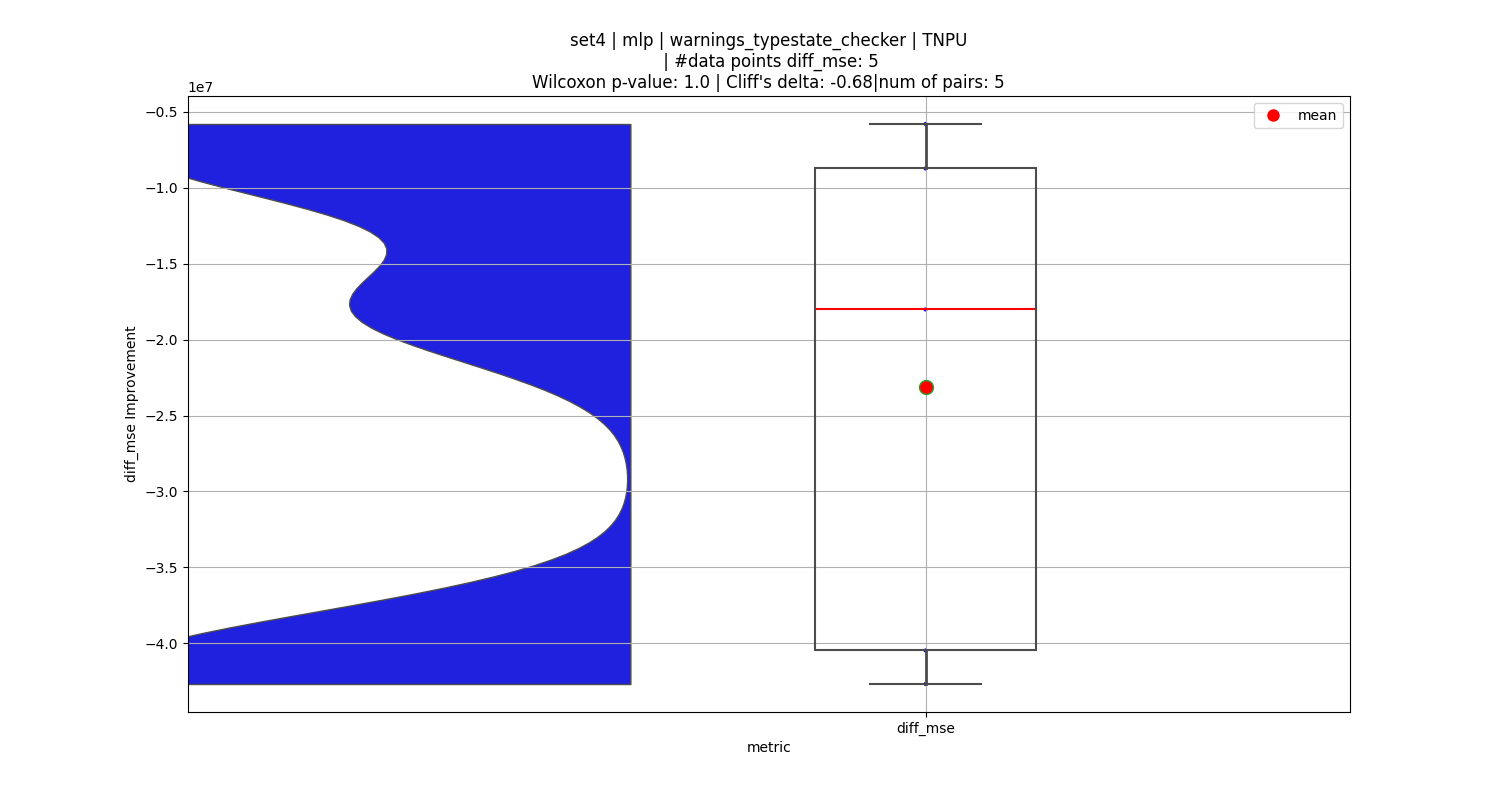 set4 | mlp | warnings_typestate_checker | TNPU
| #data points diff_mse: 5
Wilcoxon p-value: 1.0 | Cliff's delta: -0.68|num of pairs: 5
1e7
mean
−0.5
−1.0
−1.5
−2.0
−2.5
−3.0
−3.5
−4.0
diff_mse Improvement
diff_mse
metric